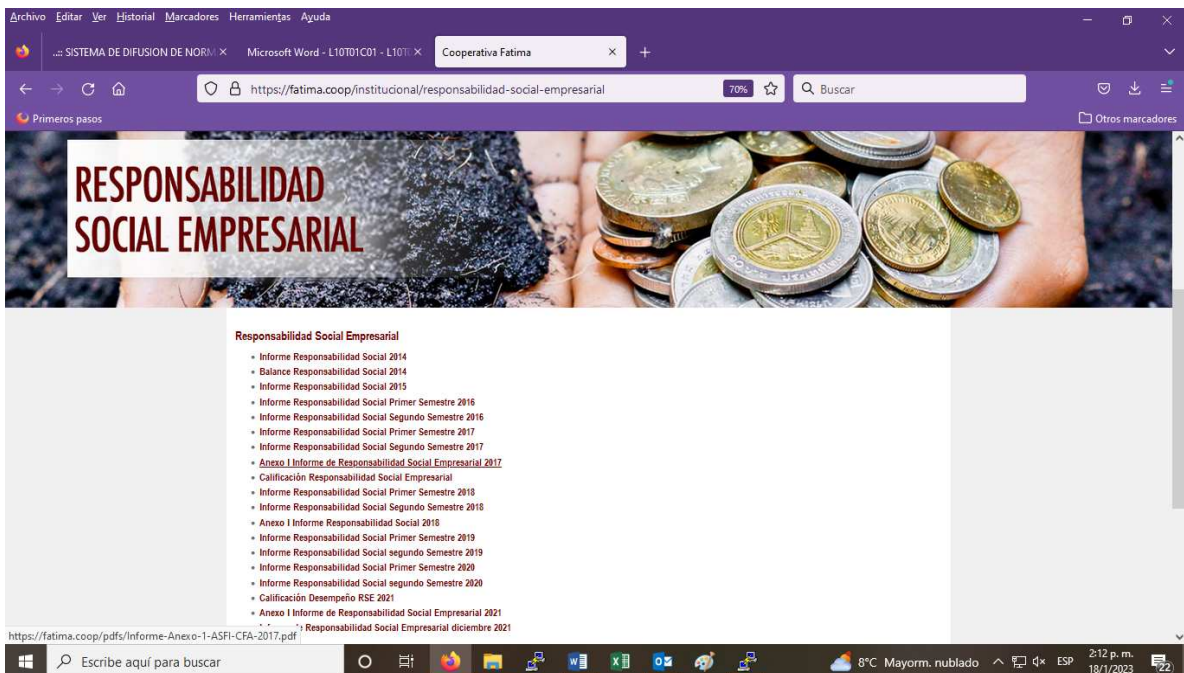 Archivo Editar Ver Historial Marcadores Herramientas Ayuda
..:: SISTEMA DE DIFUSION DE NORM Microsoft Word - L10T01C01 - L10T Cooperativa Fatima
https://fatima.coop/institucional/responsabilidad-social-empresarial 70% Buscar
Primeros pasos Otros marcadores
RESPONSABILIDAD
SOCIAL EMPRESARIAL
Responsabilidad Social Empresarial
Informe Responsabilidad Social 2014
Balance Responsabilidad Social 2014
Informe Responsabilidad Social 2015
Informe Responsabilidad Social Primer Semestre 2016
Informe Responsabilidad Social Segundo Semestre 2016
Informe Responsabilidad Social Primer Semestre 2017
Informe Responsabilidad Social Segundo Semestre 2017
Anexo I Informe de Responsabilidad Social Empresarial 2017
Calificación Responsabilidad Social Empresarial
Informe Responsabilidad Social Primer Semestre 2018
Informe Responsabilidad Social Segundo Semestre 2018
Anexo I Informe Responsabilidad Social 2018
Informe Responsabilidad Social Primer Semestre 2019
Informe Responsabilidad Social segundo Semestre 2019
Informe Responsabilidad Social Primer Semestre 2020
Informe Responsabilidad Social segundo Semestre 2020
Calificación Desempeño RSE 2021
Anexo I Informe de Responsabilidad Social Empresarial 2021
Responsabilidad Social Empresarial diciembre 2021
https://fatima.coop/pdfs/Informe-Anexo-1-ASFI-CFA-2017.pdf
Escribe aquí para buscar 8°C Mayorm. nublado ESP 2:12 p. m.
18/1/2023 22